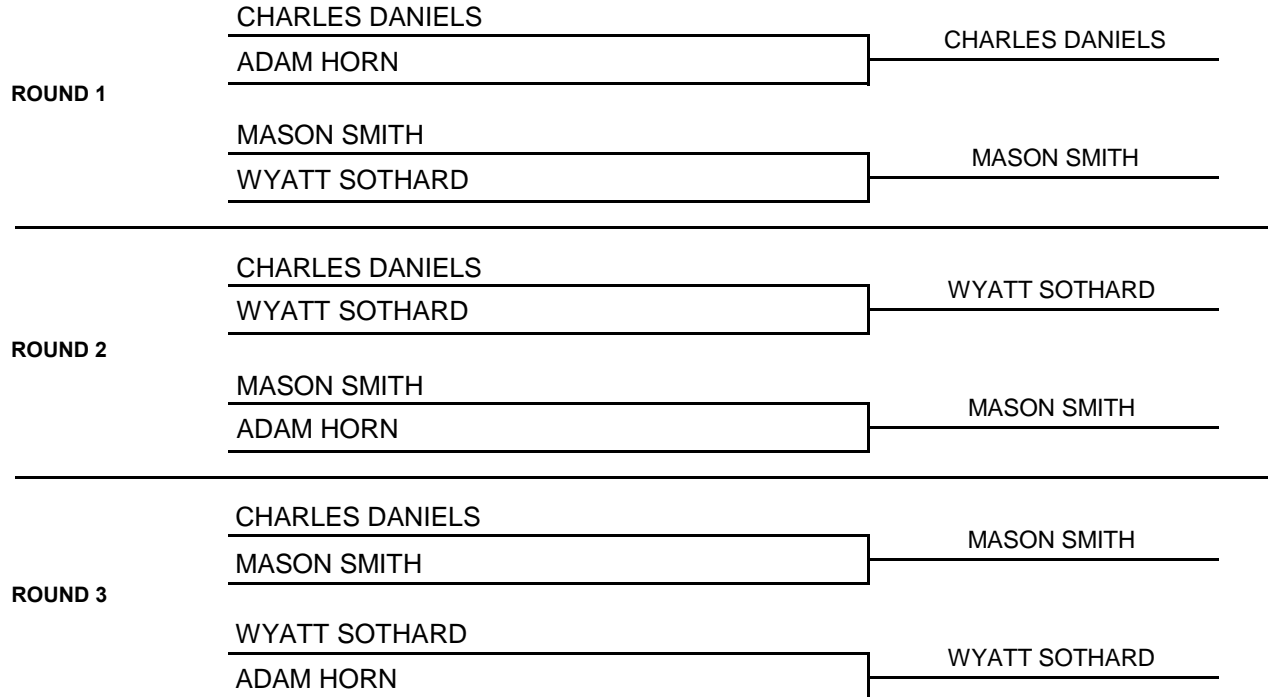 CHARLES DANIELS
CHARLES DANIELS
ADAM HORN
ROUND 1
MASON SMITH
MASON SMITH
WYATT SOTHARD
CHARLES DANIELS
WYATT SOTHARD
WYATT SOTHARD
ROUND 2
MASON SMITH
MASON SMITH
ADAM HORN
CHARLES DANIELS
MASON SMITH
MASON SMITH
ROUND 3
WYATT SOTHARD
WYATT SOTHARD
ADAM HORN